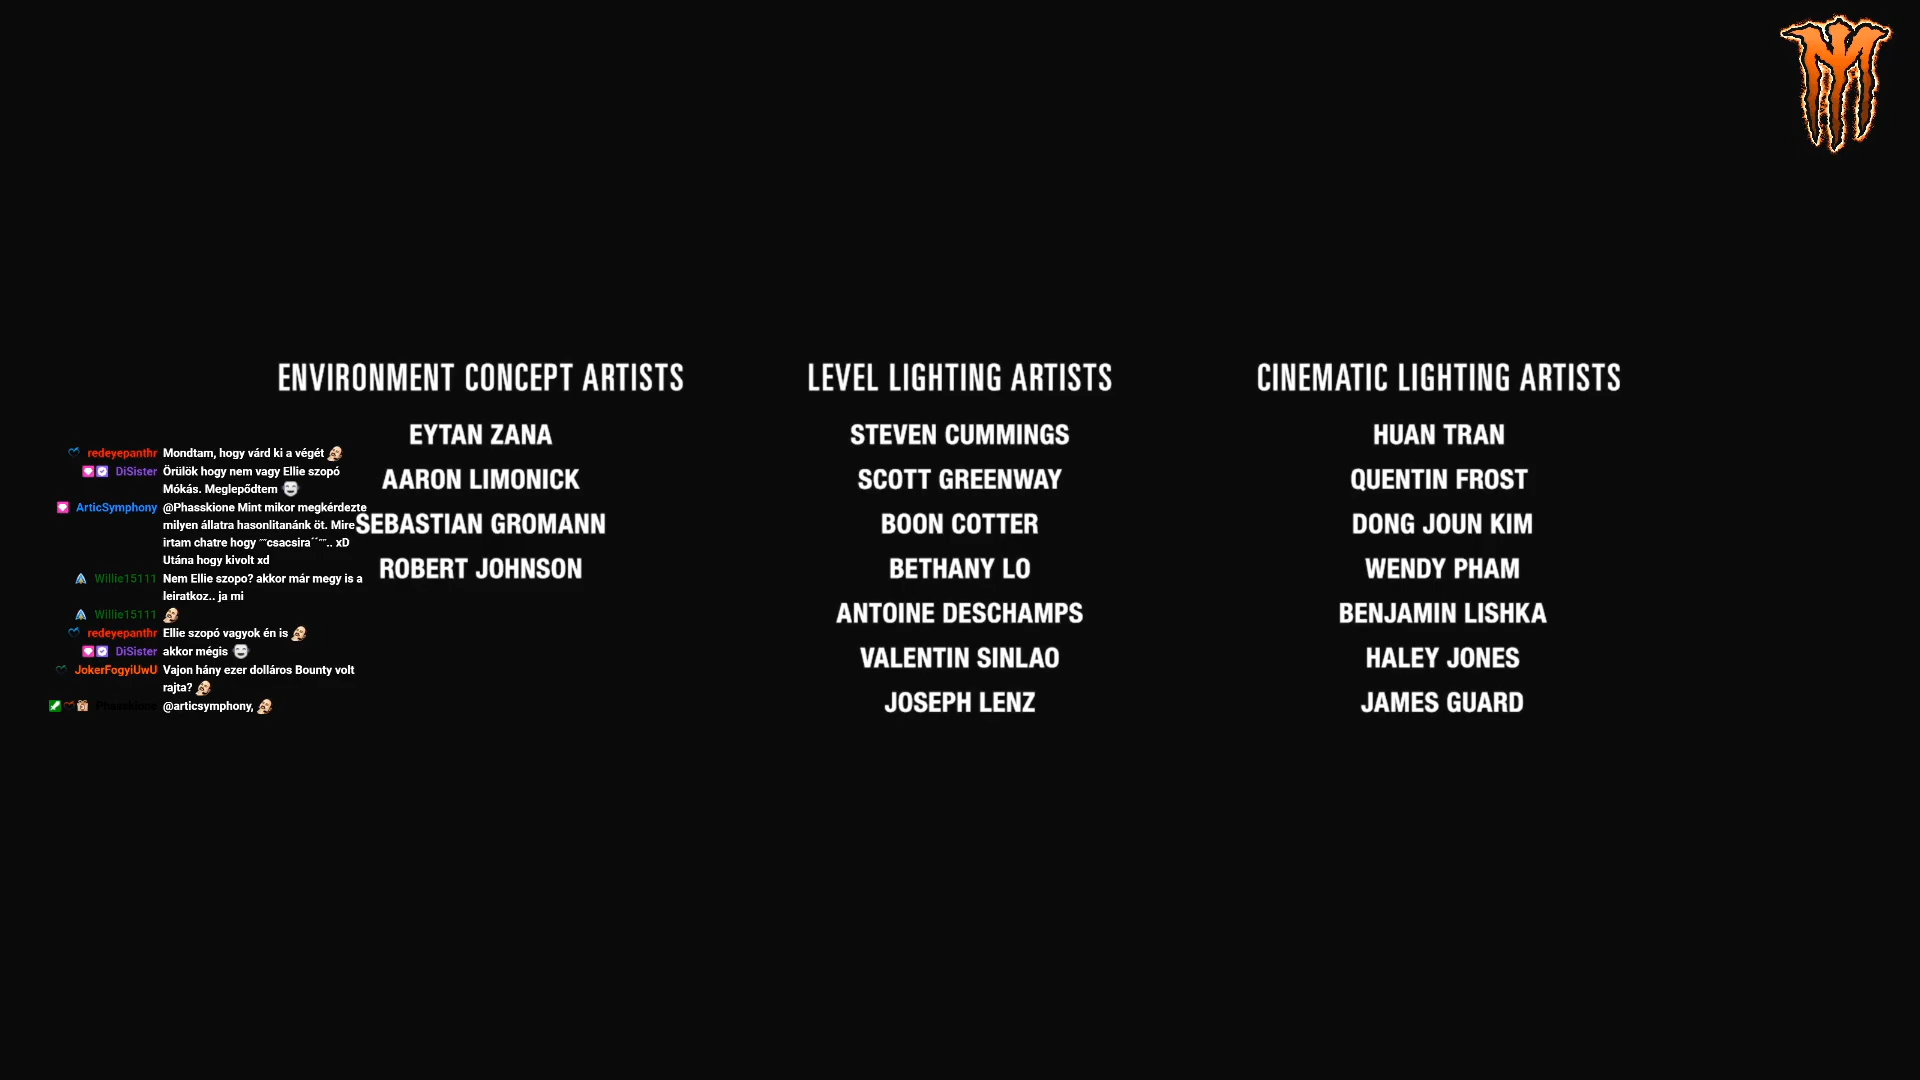 ENVIRONMENT CONCEPT ARTISTS
EYTAN ZANA
AARON LIMONICK
SEBASTIAN GROMANN
ROBERT JOHNSON
LEVEL LIGHTING ARTISTS
STEVEN CUMMINGS
SCOTT GREENWAY
BOON COTTER
BETHANY LO
ANTOINE DESCHAMPS
VALENTIN SINLAO
JOSEPH LENZ
CINEMATIC LIGHTING ARTISTS
HUAN TRAN
QUENTIN FROST
DONG JOUN KIM
WENDY PHAM
BENJAMIN LISHKA
HALEY JONES
JAMES GUARD
redeyepanthr Mondtam, hogy várd ki a végét
DiSister Örülök hogy nem vagy Ellie szopó
Mókás. Meglepődtem
ArticSymphony @Phasskione Mint mikor megkérdezte
milyen állatra hasonlitanánk öt. Mire
irtam chatre hogy ˝˝csacsira´´˝˝.. xD
Utána hogy kivolt xd
Willie15111 Nem Ellie szopo? akkor már megy is a
leiratkoz.. ja mi
Willie15111
redeyepanthr Ellie szopó vagyok én is
DiSister akkor mégis
JokerFogyiUwU Vajon hány ezer dolláros Bounty volt
rajta?
Phasskione @articsymphony,